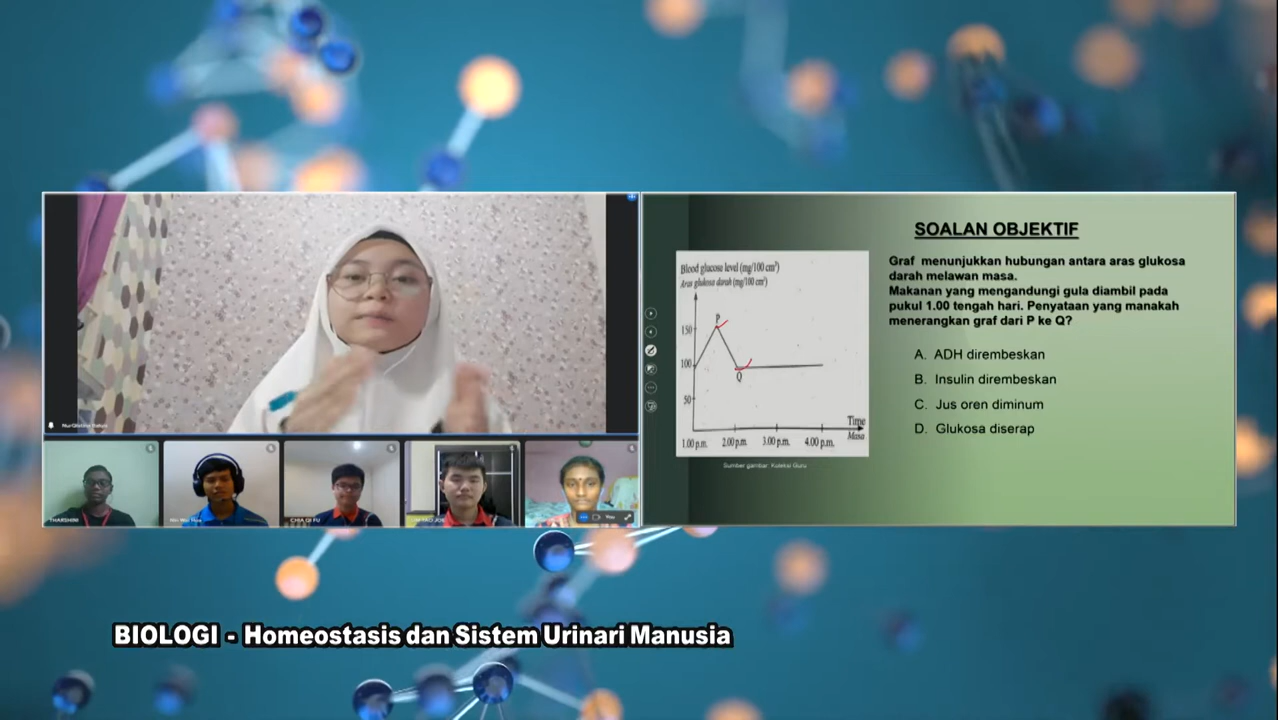 SOALAN OBJEKTIF
Graf menunjukkan hubungan antara aras glukosa
darah melawan masa.
Makanan yang mengandungi gula diambil pada
pukul 1.00 tengah hari. Penyataan yang manakah
menerangkan graf dari P ke Q?
A. ADH dirembeskan
B. Insulin dirembeskan
C. Jus oren diminum
D. Glukosa diserap
Blood glucose level (mg/100 cm³)
Aras glukosa darah (mg/100 cm³)
P
150
100
Q
50
Time
Masa
1.00 p.m. 2.00 p.m. 3.00 p.m. 4.00 p.m.
Sumber gambar: Koleksi Guru
THARSHIM
CHIA QI FU
You
BIOLOGI - Homeostasis dan Sistem Urinari Manusia